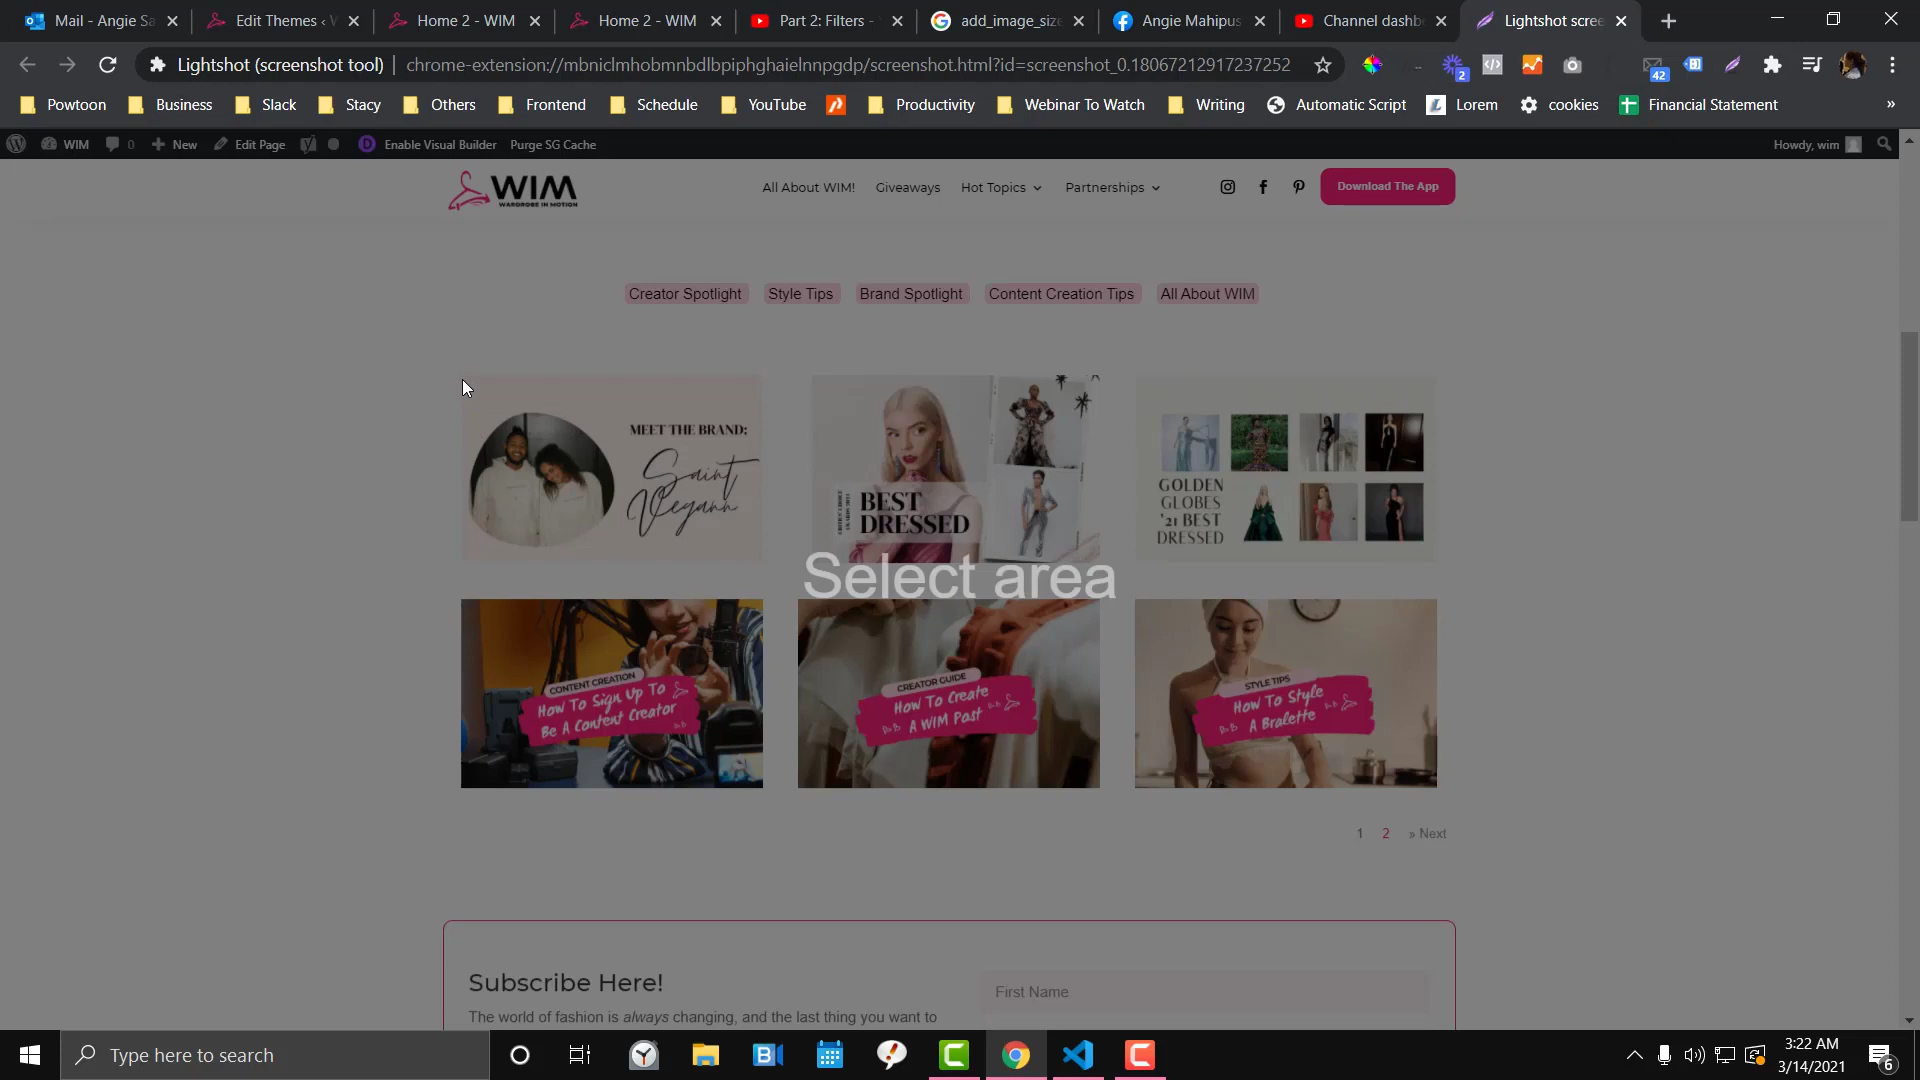 Mail - Angie Sa
Edit Themes ‹ W
Home 2 - WIM
Home 2 - WIM
Part 2: Filters - Y
add_image_size
Angie Mahipus
Channel dashb
Lightshot scree
Lightshot (screenshot tool) | chrome-extension://mbniclmhobmnbdlbpiphghaielnnpgdp/screenshot.html?id=screenshot_0.18067212917237252
2
42
Powtoon
Business
Slack
Stacy
Others
Frontend
Schedule
YouTube
Productivity
Webinar To Watch
Writing
Automatic Script
Lorem
cookies
Financial Statement
»
WIM
0
New
Edit Page
Enable Visual Builder
Purge SG Cache
Howdy, wim
WIM
WARDROBE IN MOTION
All About WIM!
Giveaways
Hot Topics
Partnerships
Download The App
Creator Spotlight
Style Tips
Brand Spotlight
Content Creation Tips
All About WIM
MEET THE BRAND:
Saint
Vegann
BEST
DRESSED
GOLDEN
GLOBES
'21 BEST
DRESSED
Select area
CONTENT CREATION
How To Sign Up To
Be A Content Creator
CREATOR GUIDE
How To Create
A WIM Post
STYLE TIPS
How To Style
A Bralette
1
2
» Next
Subscribe Here!
The world of fashion is always changing, and the last thing you want to
First Name
Type here to search
3:22 AM
3/14/2021
6